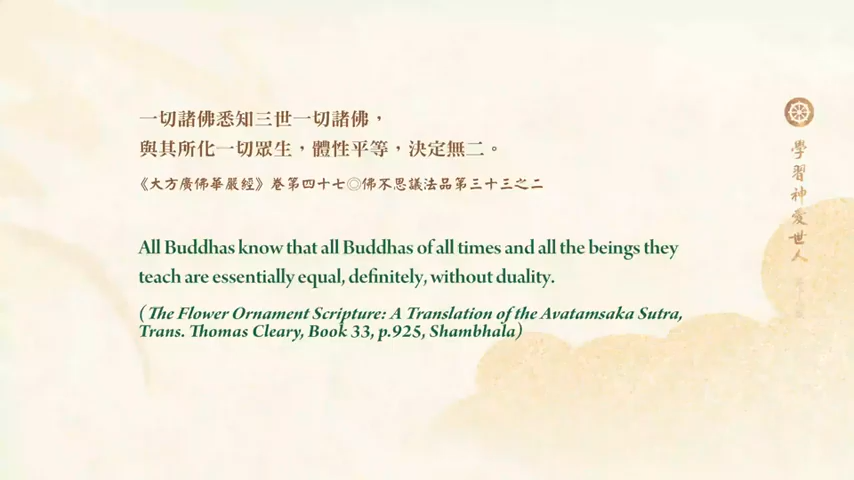 一切諸佛悉知三世一切諸佛，
與其所化一切眾生，體性平等，決定無二。
《大方廣佛華嚴經》卷第四十七◎佛不思議法品第三十三之二
All Buddhas know that all Buddhas of all times and all the beings they
teach are essentially equal, definitely, without duality.
(The Flower Ornament Scripture: A Translation of the Avatamsaka Sutra,
Trans. Thomas Cleary, Book 33, p.925, Shambhala)
學習神愛世人